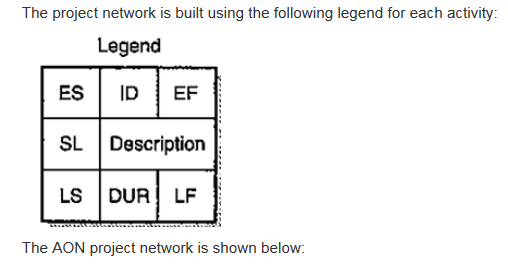 The project network is built using the following legend for each activity:
Legend
ES ID EF
SL Description
LS DUR LF
The AON project network is shown below: